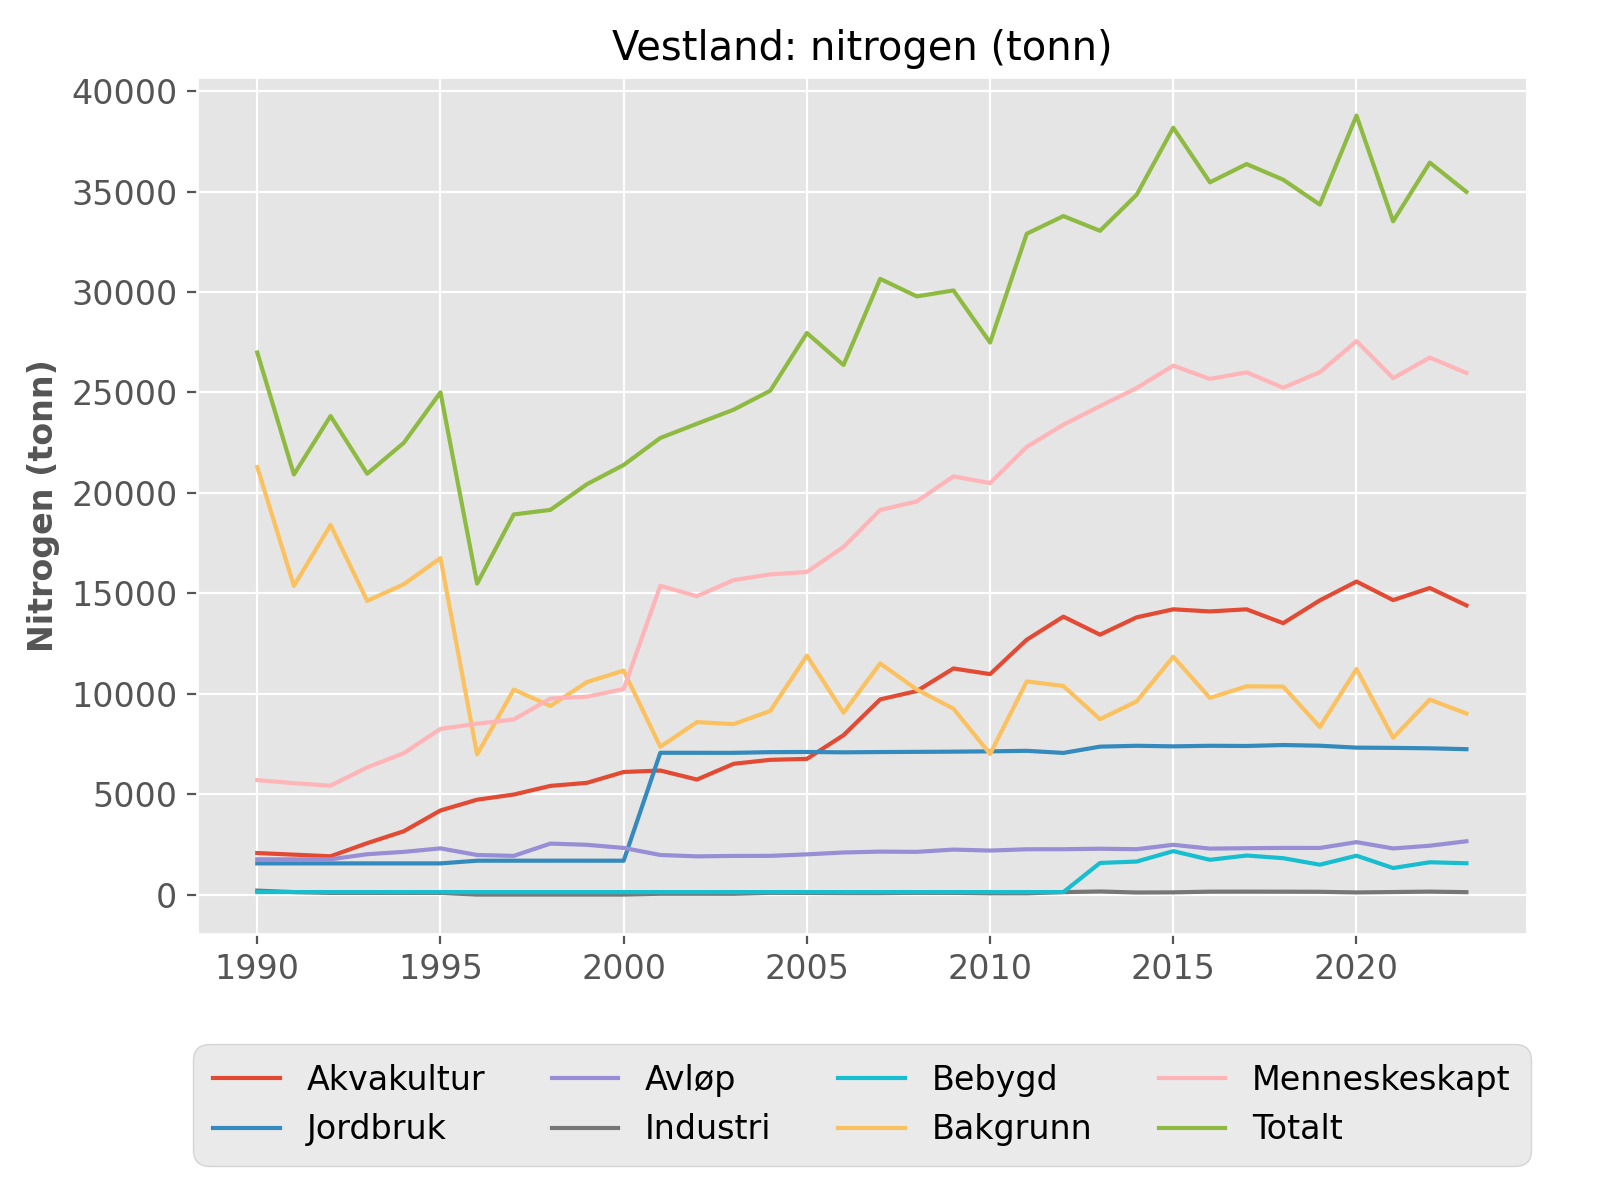 Vestland: nitrogen (tonn)
40000
35000
30000
25000
20000
15000
10000
5000
0
Nitrogen (tonn)
1990 1995 2000 2005 2010 2015 2020
Akvakultur Avløp Bebygd Menneskeskapt
Jordbruk Industri Bakgrunn Totalt